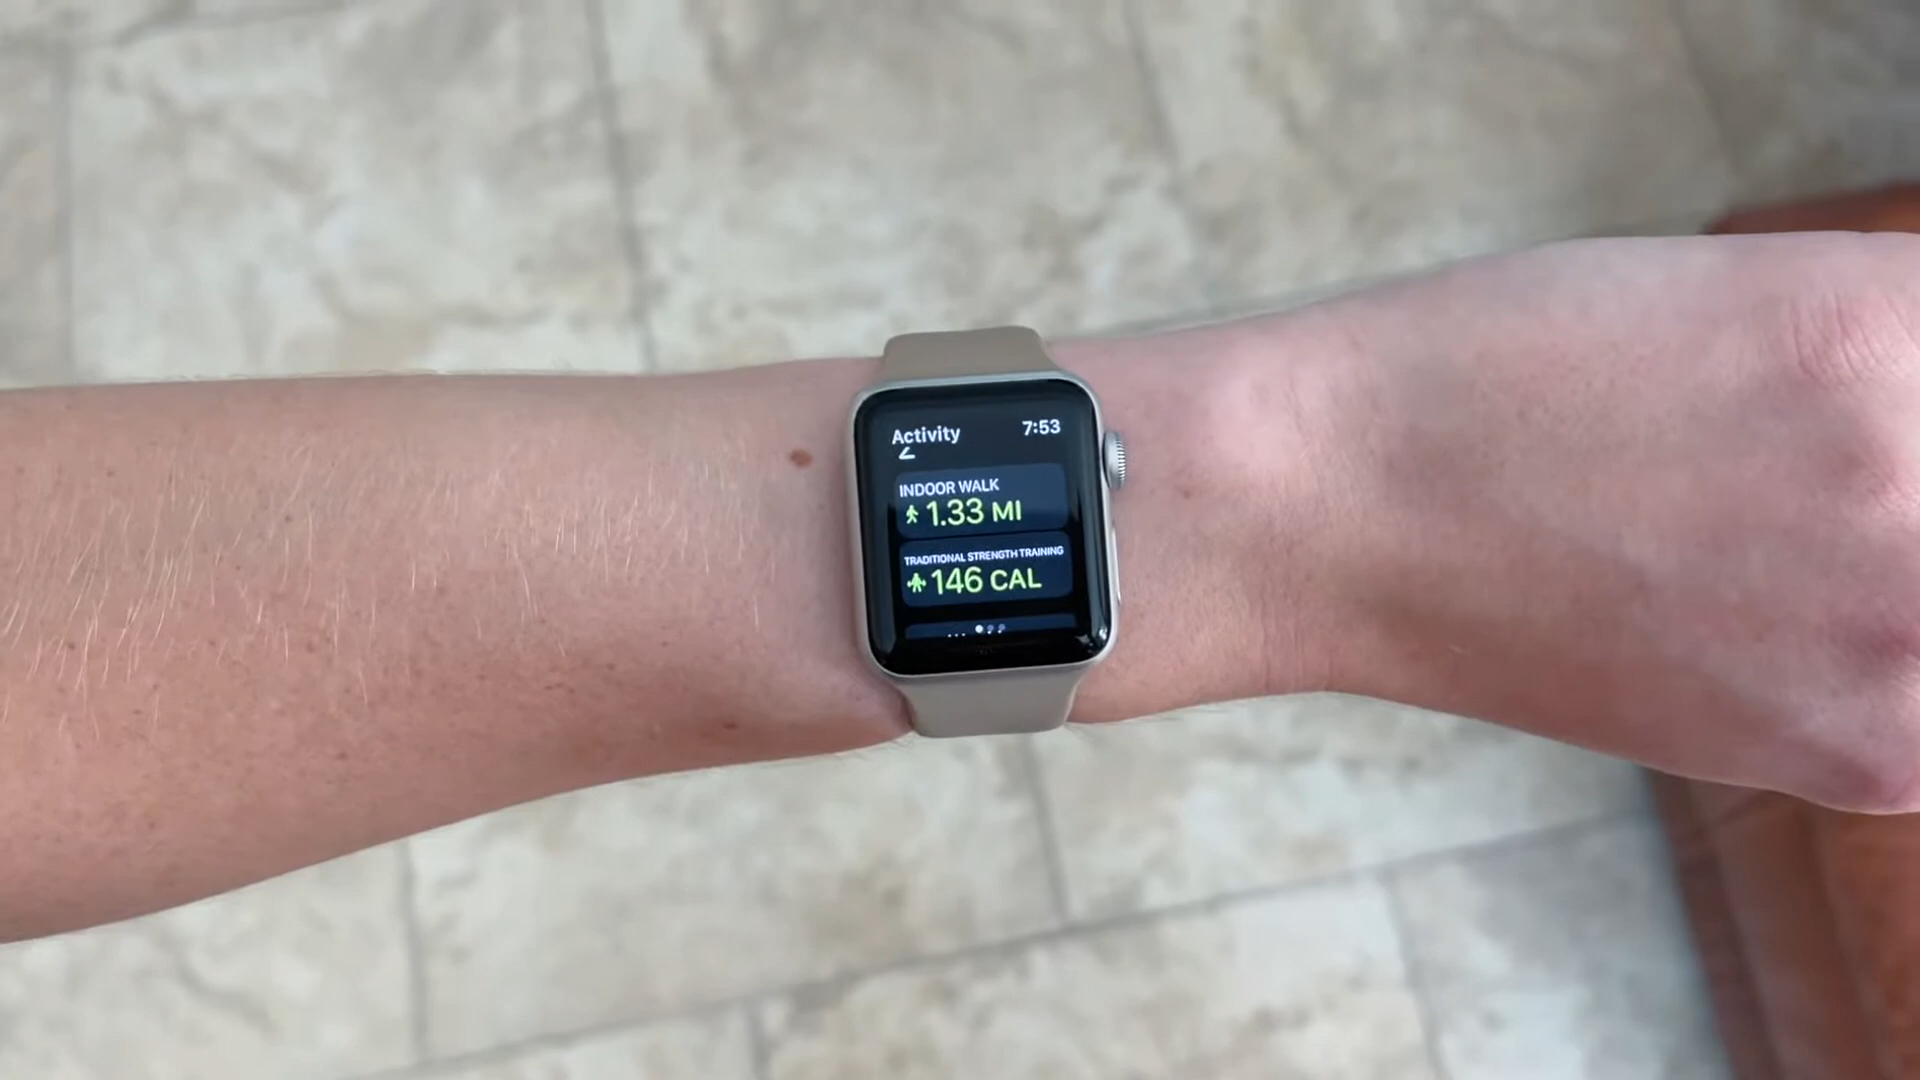 Activity 7:53
INDOOR WALK
1.33 MI
TRADITIONAL STRENGTH TRAINING
146 CAL